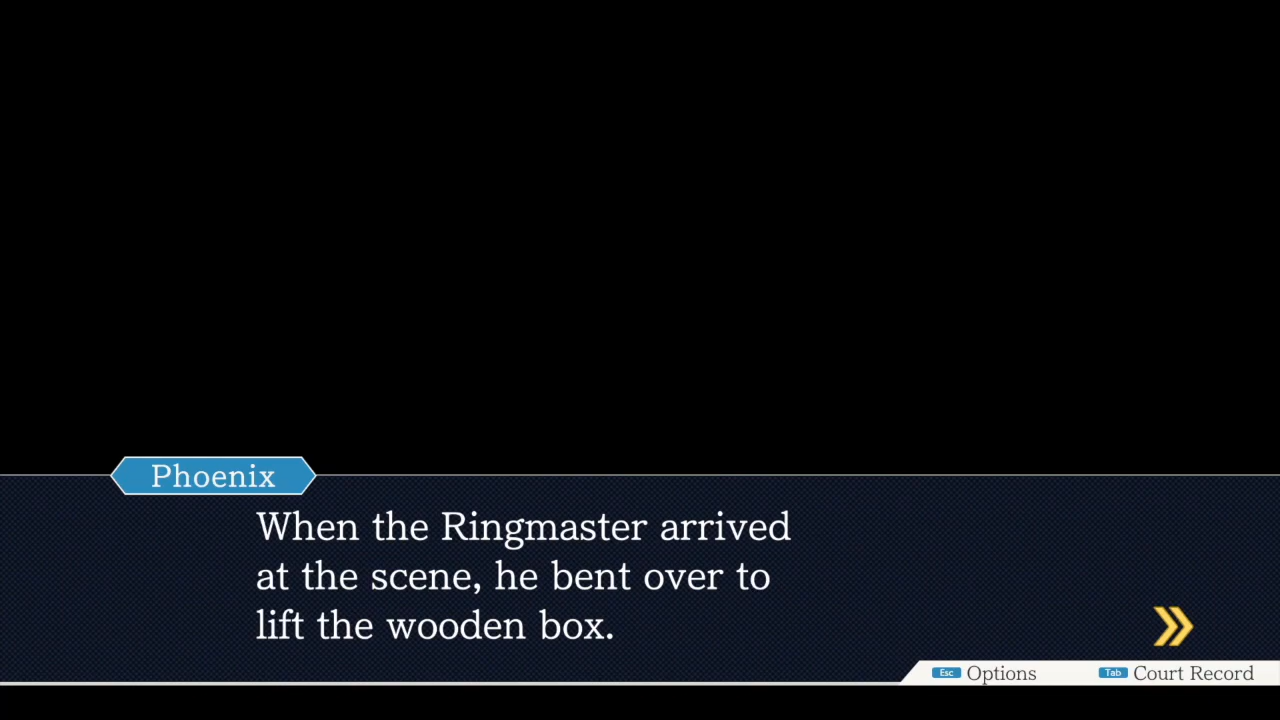 Phoenix
When the Ringmaster arrived
at the scene, he bent over to
lift the wooden box.
Esc Options Tab Court Record